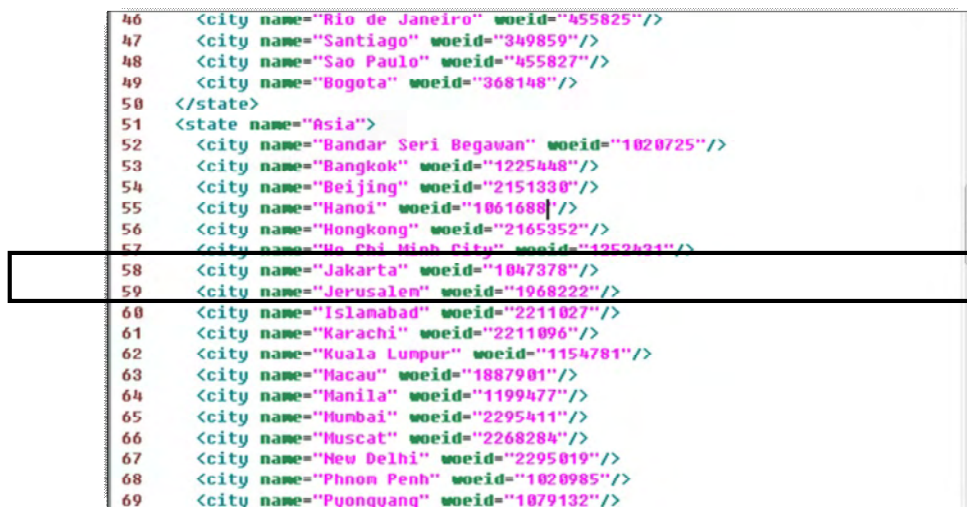 46 <city name="Rio de Janeiro" woeid="455825"/>
47 <city name="Santiago" woeid="349859"/>
48 <city name="Sao Paulo" woeid="455827"/>
49 <city name="Bogota" woeid="368148"/>
50 </state>
51 <state name="Asia">
52 <city name="Bandar Seri Begawan" woeid="1020725"/>
53 <city name="Bangkok" woeid="1225448"/>
54 <city name="Beijing" woeid="2151330"/>
55 <city name="Hanoi" woeid="1061688"/>
56 <city name="Hongkong" woeid="2165352"/>
57 <city name="Ho Chi Minh City" woeid="1252431"/>
58 <city name="Jakarta" woeid="1047378"/>
59 <city name="Jerusalem" woeid="1968222"/>
60 <city name="Islamabad" woeid="2211027"/>
61 <city name="Karachi" woeid="2211096"/>
62 <city name="Kuala Lumpur" woeid="1154781"/>
63 <city name="Macau" woeid="1887901"/>
64 <city name="Manila" woeid="1199477"/>
65 <city name="Mumbai" woeid="2295411"/>
66 <city name="Muscat" woeid="2268284"/>
67 <city name="New Delhi" woeid="2295019"/>
68 <city name="Phnom Penh" woeid="1020985"/>
69 <city name="Pyongyang" woeid="1079132"/>